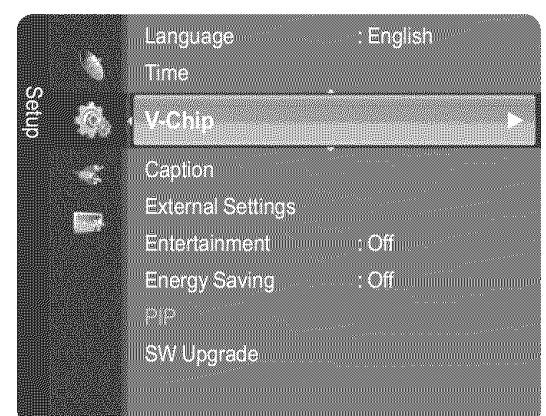 Setup
Language : English
Time
V-Chip
Caption
External Settings
Entertainment : Off
Energy Saving : Off
PIP
SW Upgrade